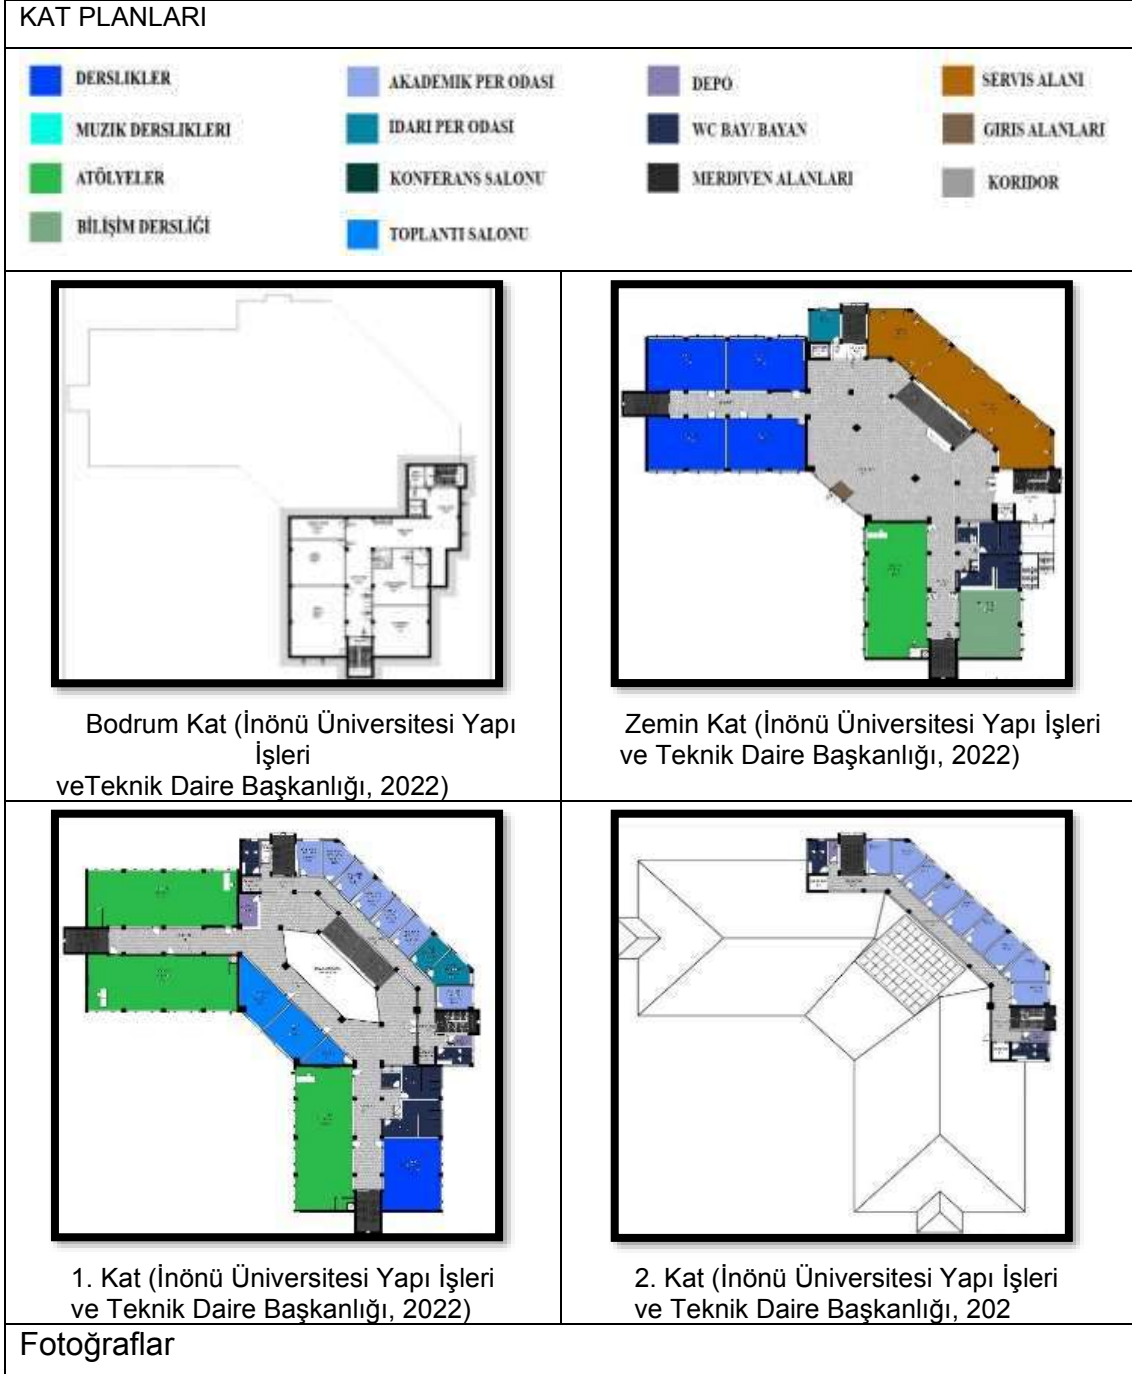 KAT PLANLARI
DERSLIKLER
MUZIK DERSLIKLERI
ATÖLYELER
BİLİŞİM DERSLİĞİ
AKADEMIK PER ODASI
IDARI PER ODASI
KONFERANS SALONU
TOPLANTI SALONU
DEPO
WC BAY/ BAYAN
MERDIVEN ALANLARI
SERVIS ALANI
GIRIS ALANLARI
KORIDOR
Bodrum Kat (İnönü Üniversitesi Yapı
İşleri
veTeknik Daire Başkanlığı, 2022)
Zemin Kat (İnönü Üniversitesi Yapı İşleri
ve Teknik Daire Başkanlığı, 2022)
1. Kat (İnönü Üniversitesi Yapı İşleri
ve Teknik Daire Başkanlığı, 2022)
2. Kat (İnönü Üniversitesi Yapı İşleri
ve Teknik Daire Başkanlığı, 202
Fotoğraflar